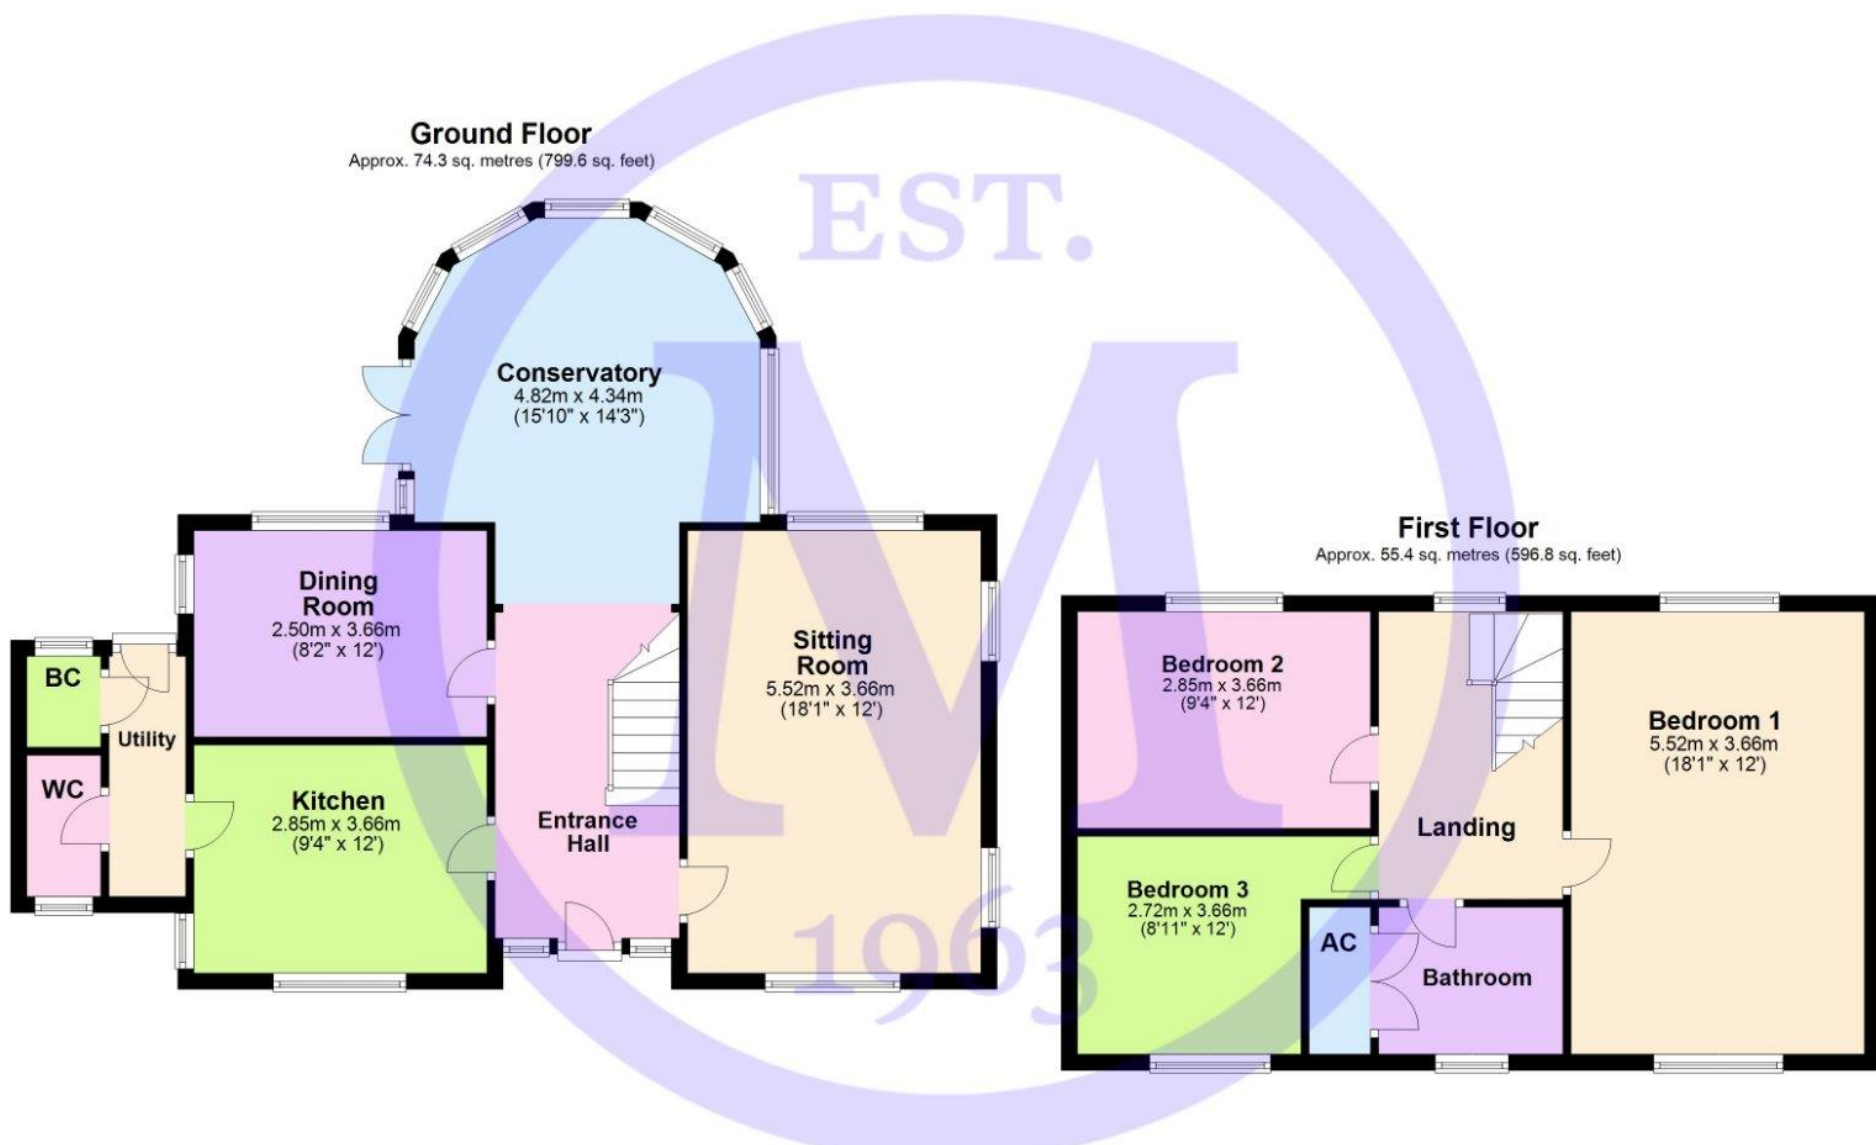 Ground Floor
Approx. 74.3 sq. metres (799.6 sq. feet)
EST.
Conservatory
4.82m x 4.34m
(15'10" x 14'3")
Dining
Room
2.50m x 3.66m
(8'2" x 12')
Sitting
Room
5.52m x 3.66m
(18'1" x 12')
BC
Utility
WC
Kitchen
2.85m x 3.66m
(9'4" x 12')
Entrance
Hall
M
1963
First Floor
Approx. 55.4 sq. metres (596.8 sq. feet)
Bedroom 2
2.85m x 3.66m
(9'4" x 12')
Bedroom 1
5.52m x 3.66m
(18'1" x 12')
Landing
Bedroom 3
2.72m x 3.66m
(8'11" x 12')
AC
Bathroom